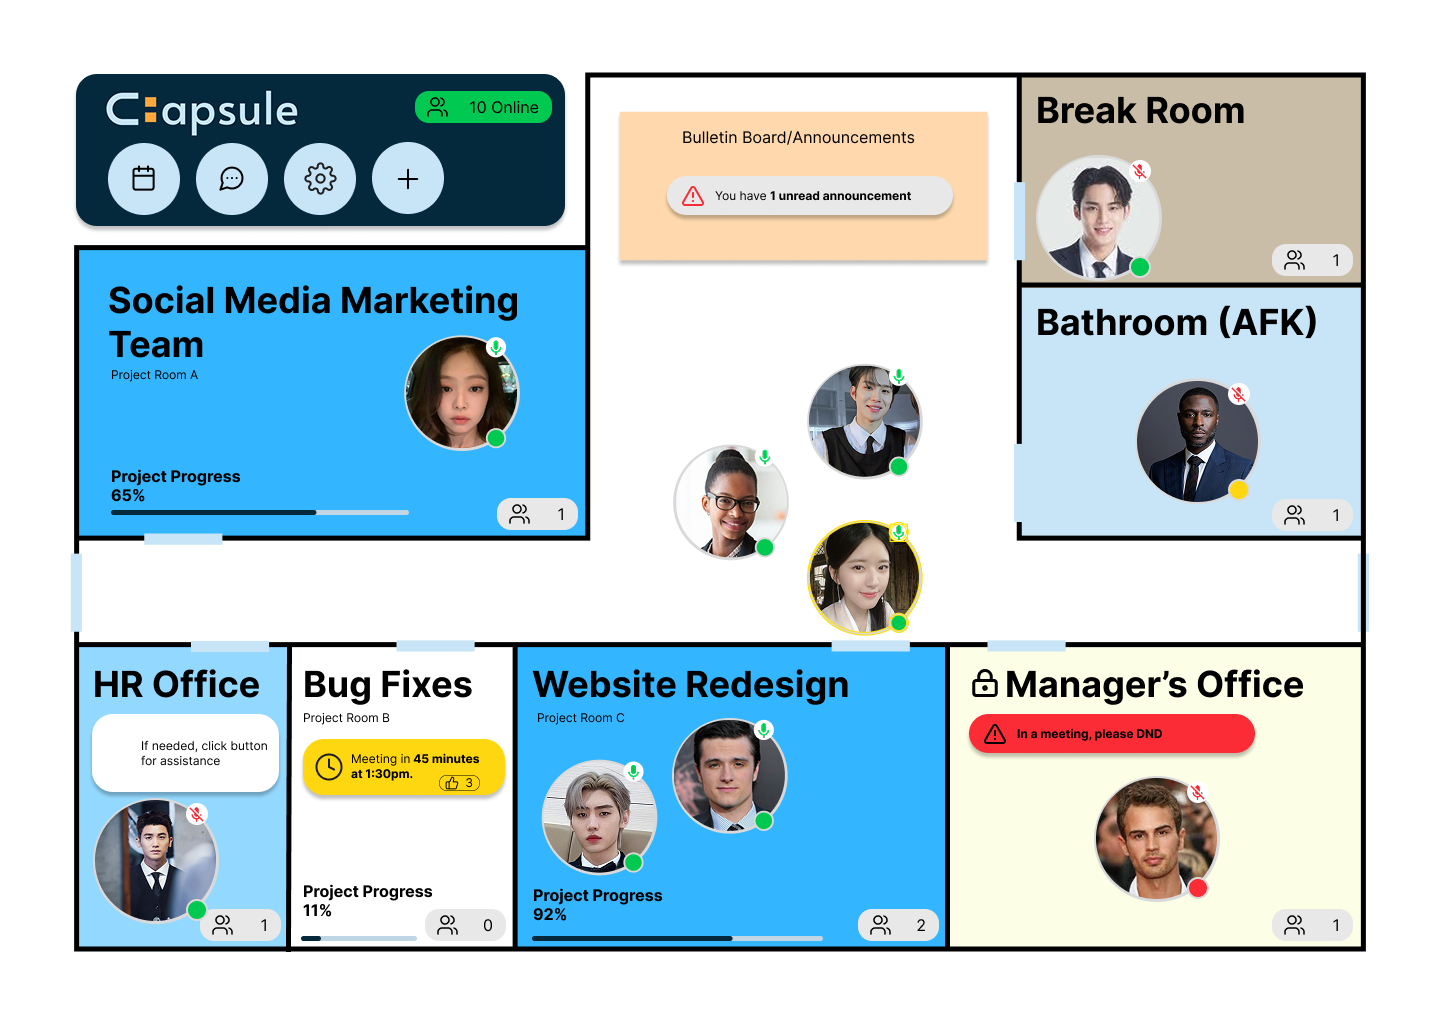 C:apsule
10 Online
Bulletin Board/Announcements
You have 1 unread announcement
Break Room
1
Social Media Marketing
Team
Project Room A
Project Progress
65%
1
Bathroom (AFK)
1
HR Office
If needed, click button
for assistance
1
Bug Fixes
Project Room B
Meeting in 45 minutes
at 1:30pm.
3
Project Progress
11%
0
Website Redesign
Project Room C
Project Progress
92%
2
Manager’s Office
In a meeting, please DND
1